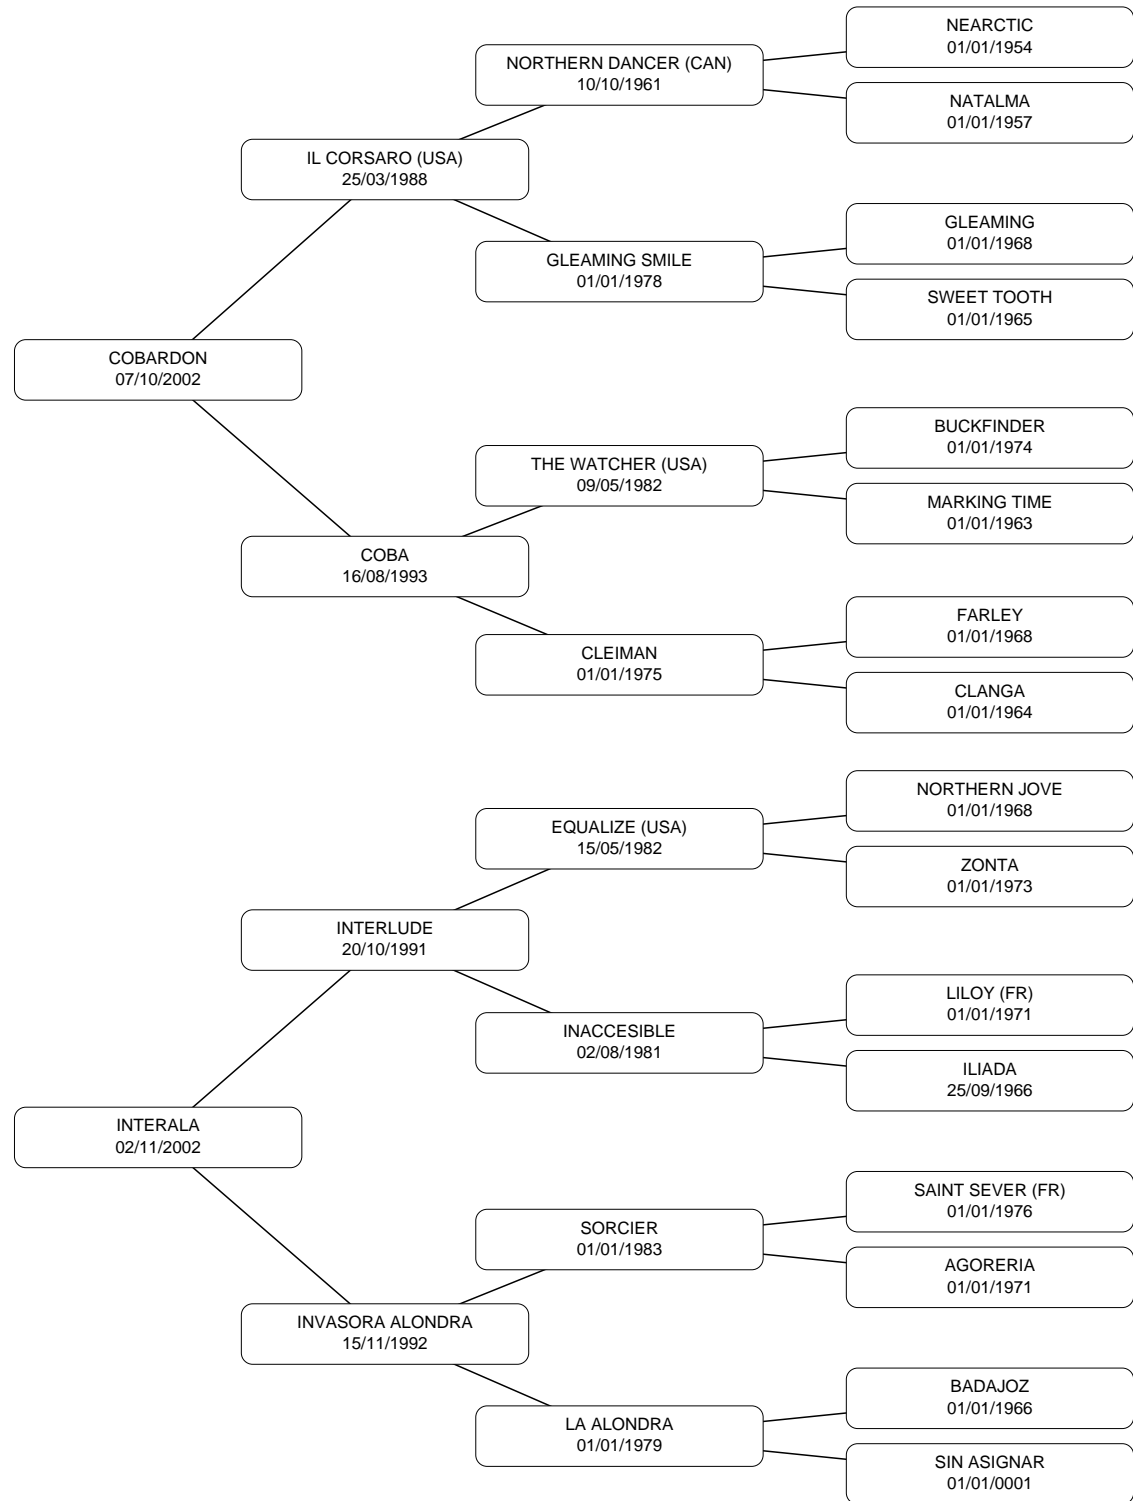 NEARCTIC
01/01/1954
NORTHERN DANCER (CAN)
10/10/1961
NATALMA
01/01/1957
IL CORSARO (USA)
25/03/1988
GLEAMING
01/01/1968
GLEAMING SMILE
01/01/1978
SWEET TOOTH
01/01/1965
COBARDON
07/10/2002
BUCKFINDER
01/01/1974
THE WATCHER (USA)
09/05/1982
MARKING TIME
01/01/1963
COBA
16/08/1993
FARLEY
01/01/1968
CLEIMAN
01/01/1975
CLANGA
01/01/1964
NORTHERN JOVE
01/01/1968
EQUALIZE (USA)
15/05/1982
ZONTA
01/01/1973
INTERLUDE
20/10/1991
LILOY (FR)
01/01/1971
INACCESIBLE
02/08/1981
ILIADA
25/09/1966
INTERALA
02/11/2002
SAINT SEVER (FR)
01/01/1976
SORCIER
01/01/1983
AGORERIA
01/01/1971
INVASORA ALONDRA
15/11/1992
BADAJOZ
01/01/1966
LA ALONDRA
01/01/1979
SIN ASIGNAR
01/01/0001